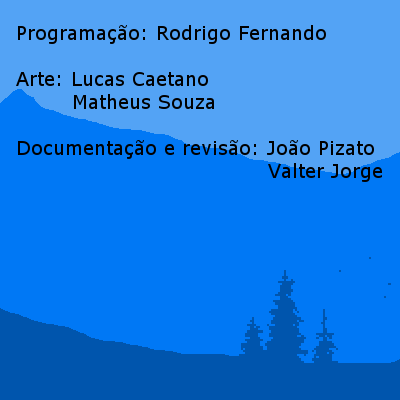 Programação: Rodrigo Fernando
Arte: Lucas Caetano
Matheus Souza
Documentação e revisão: João Pizato
Valter Jorge